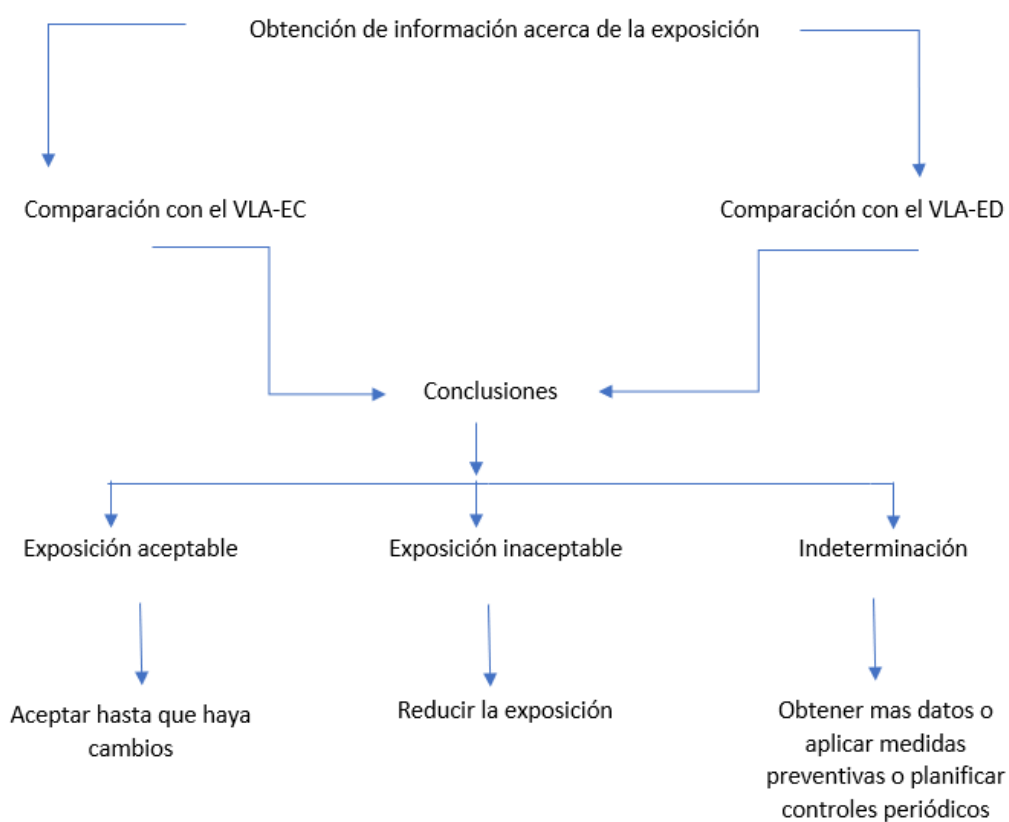 Obtención de información acerca de la exposición
Comparación con el VLA-EC
Comparación con el VLA-ED
Conclusiones
Exposición aceptable
Exposición inaceptable
Indeterminación
Aceptar hasta que haya
cambios
Reducir la exposición
Obtener mas datos o
aplicar medidas
preventivas o planificar
controles periódicos